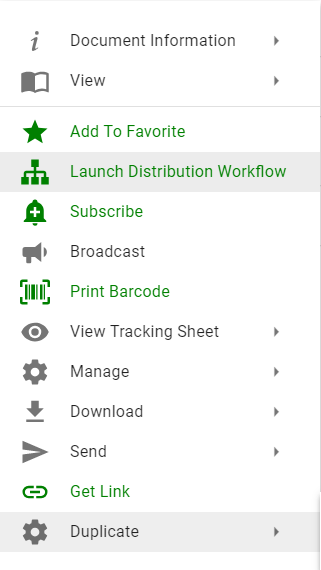 Document Information
View
Add To Favorite
Launch Distribution Workflow
Subscribe
Broadcast
Print Barcode
View Tracking Sheet
Manage
Download
Send
Get Link
Duplicate